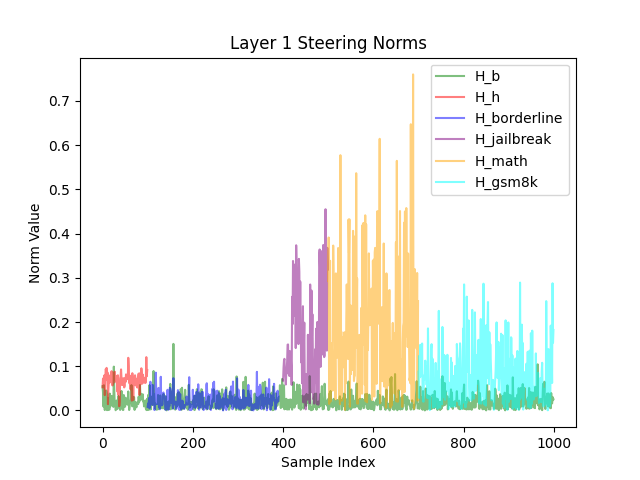 Layer 1 Steering Norms
H_b
H_h
H_borderline
H_jailbreak
H_math
H_gsm8k
Norm Value
0.7
0.6
0.5
0.4
0.3
0.2
0.1
0.0
0 200 400 600 800 1000
Sample Index